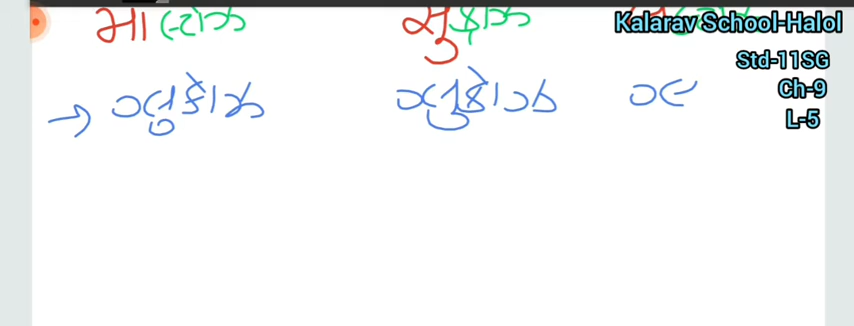 માલ્ટોઝ સુક્રોઝ Kalarav School-Halol
Std-11SG
→ ગ્લુકોઝ ગ્લુકોઝ ગ્લ Ch-9
L-5